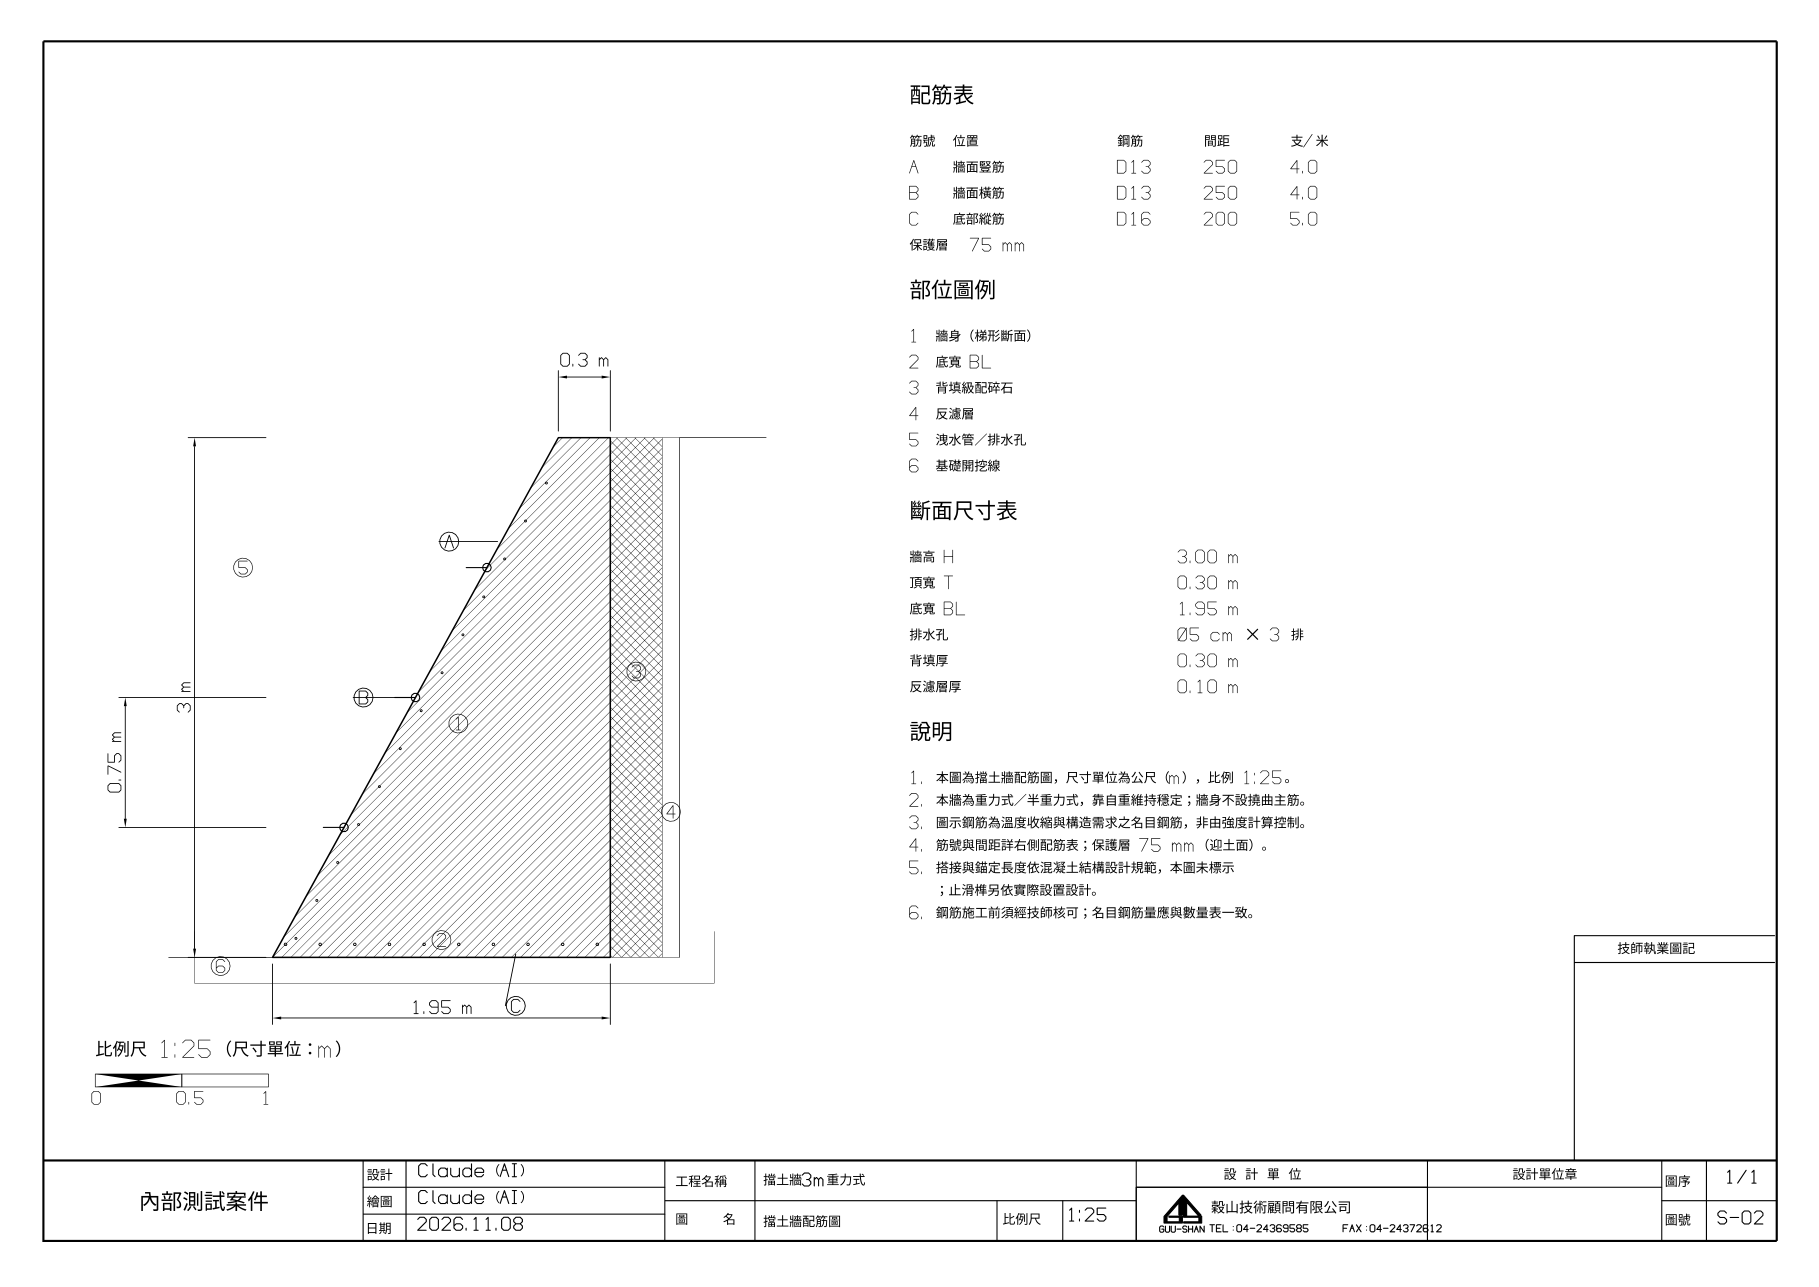 配筋表
筋號 位置 鋼筋 間距 支/米
A 牆面豎筋 D13 250 4.0
B 牆面橫筋 D13 250 4.0
C 底部縱筋 D16 200 5.0
保護層 75 mm
部位圖例
1 牆身（梯形斷面）
2 底寬 BL
3 背填級配碎石
4 反濾層
5 洩水管／排水孔
6 基礎開挖線
斷面尺寸表
牆高 H 3.00 m
頂寬 T 0.30 m
底寬 BL 1.95 m
排水孔 Ø5 cm × 3 排
背填厚 0.30 m
反濾層厚 0.10 m
說明
1. 本圖為擋土牆配筋圖，尺寸單位為公尺（m），比例 1:25。
2. 本牆為重力式／半重力式，靠自重維持穩定；牆身不設撓曲主筋。
3. 圖示鋼筋為溫度收縮與構造需求之名目鋼筋，非由強度計算控制。
4. 筋號與間距詳右側配筋表；保護層 75 mm（迎土面）。
5. 搭接與錨定長度依混凝土結構設計規範，本圖未標示
；止滑榫另依實際設置設計。
6. 鋼筋施工前須經技師核可；名目鋼筋量應與數量表一致。
0.3 m
A
5
3
3 m
B
1
0.75 m
4
2
6
1.95 m
C
比例尺 1:25 （尺寸單位：m）
0 0.5 1
技師執業圖記
內部測試案件
設計 Claude (AI)
繪圖 Claude (AI)
日期 2026.11.08
工程名稱 擋土牆3m重力式
圖 名 擋土牆配筋圖
比例尺 1:25
設 計 單 位
GUU-SHAN
穀山技術顧問有限公司
TEL :04-24369585 FAX :04-24372612
設計單位章
圖序 1/1
圖號 S-02